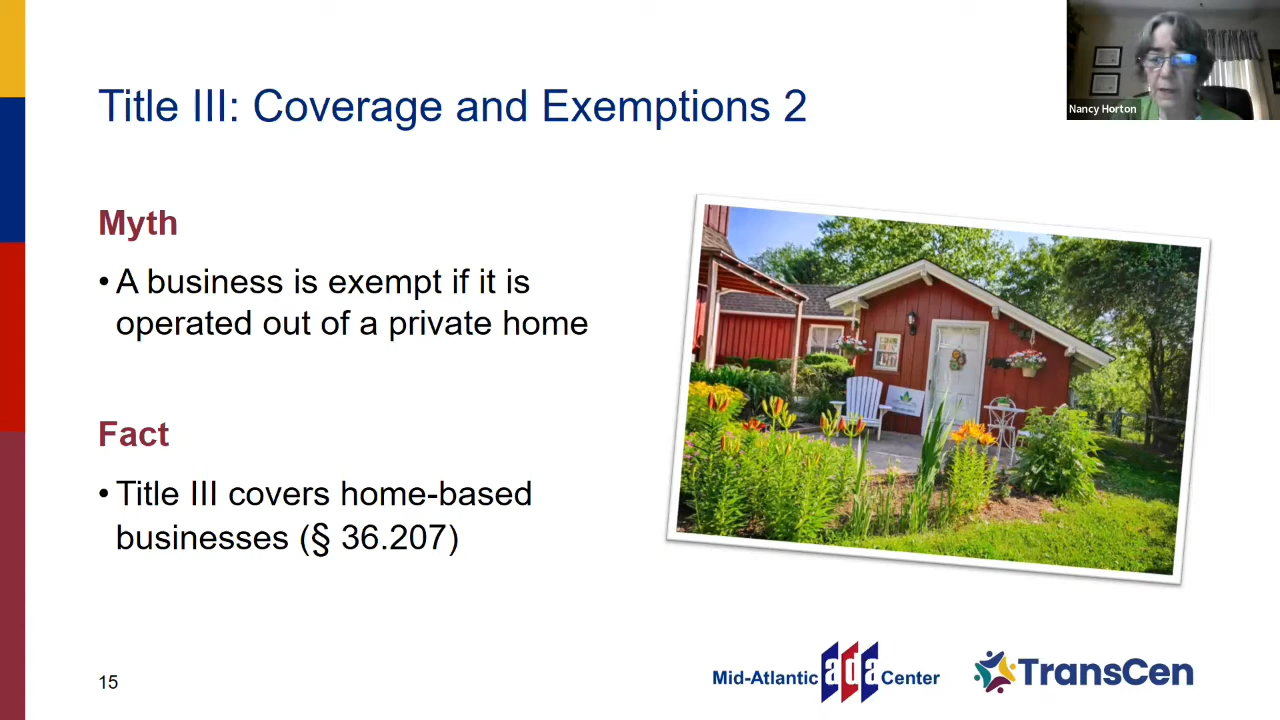 Title III: Coverage and Exemptions 2
Nancy Horton
Myth
• A business is exempt if it is
operated out of a private home
Fact
• Title III covers home-based
businesses (§ 36.207)
15
Mid-Atlantic ada Center
TransCen